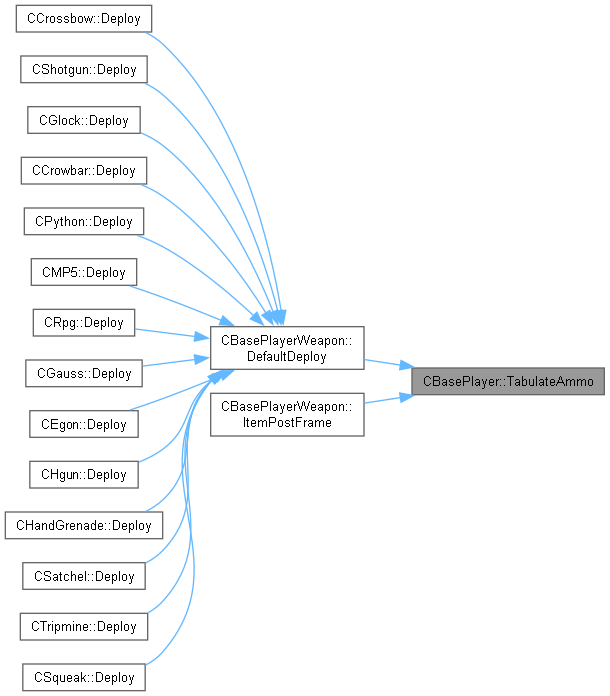 CCrossbow::Deploy
CShotgun::Deploy
CGlock::Deploy
CCrowbar::Deploy
CPython::Deploy
CMP5::Deploy
CRpg::Deploy
CGauss::Deploy
CEgon::Deploy
CHgun::Deploy
CHandGrenade::Deploy
CSatchel::Deploy
CTripmine::Deploy
CSqueak::Deploy
CBasePlayerWeapon::
DefaultDeploy
CBasePlayerWeapon::
ItemPostFrame
CBasePlayer::TabulateAmmo